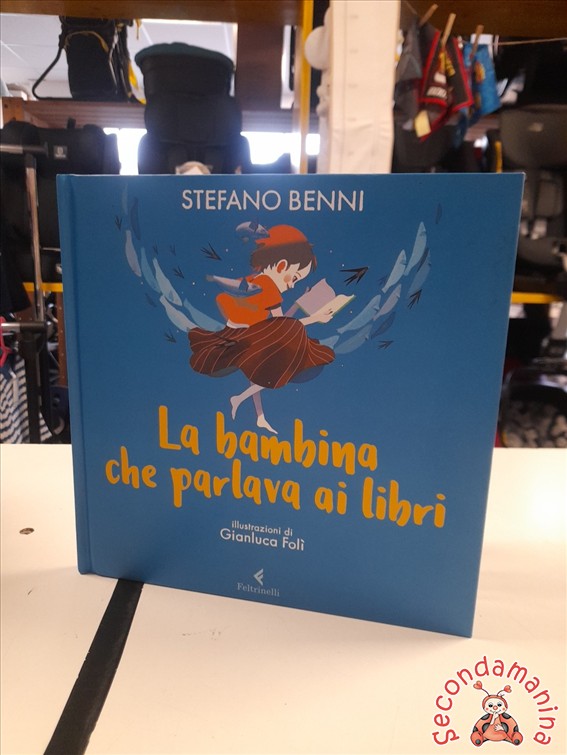 STEFANO BENNI
La bambina
che parlava ai libri
illustrazioni di
Gianluca Folì
Feltrinelli
Secondamanina